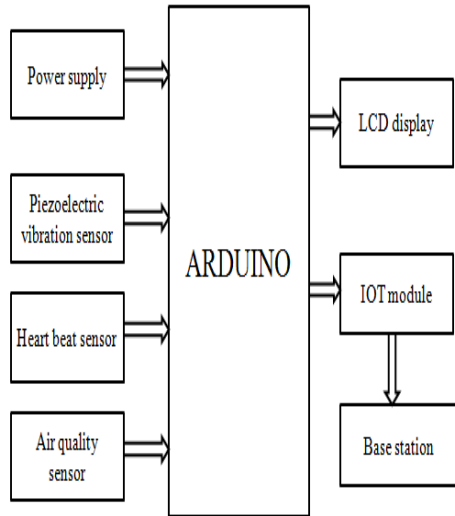 Power supply
Piezoelectric
vibration sensor
Heart beat sensor
Air quality
sensor
ARDUINO
LCD display
IOT module
Base station